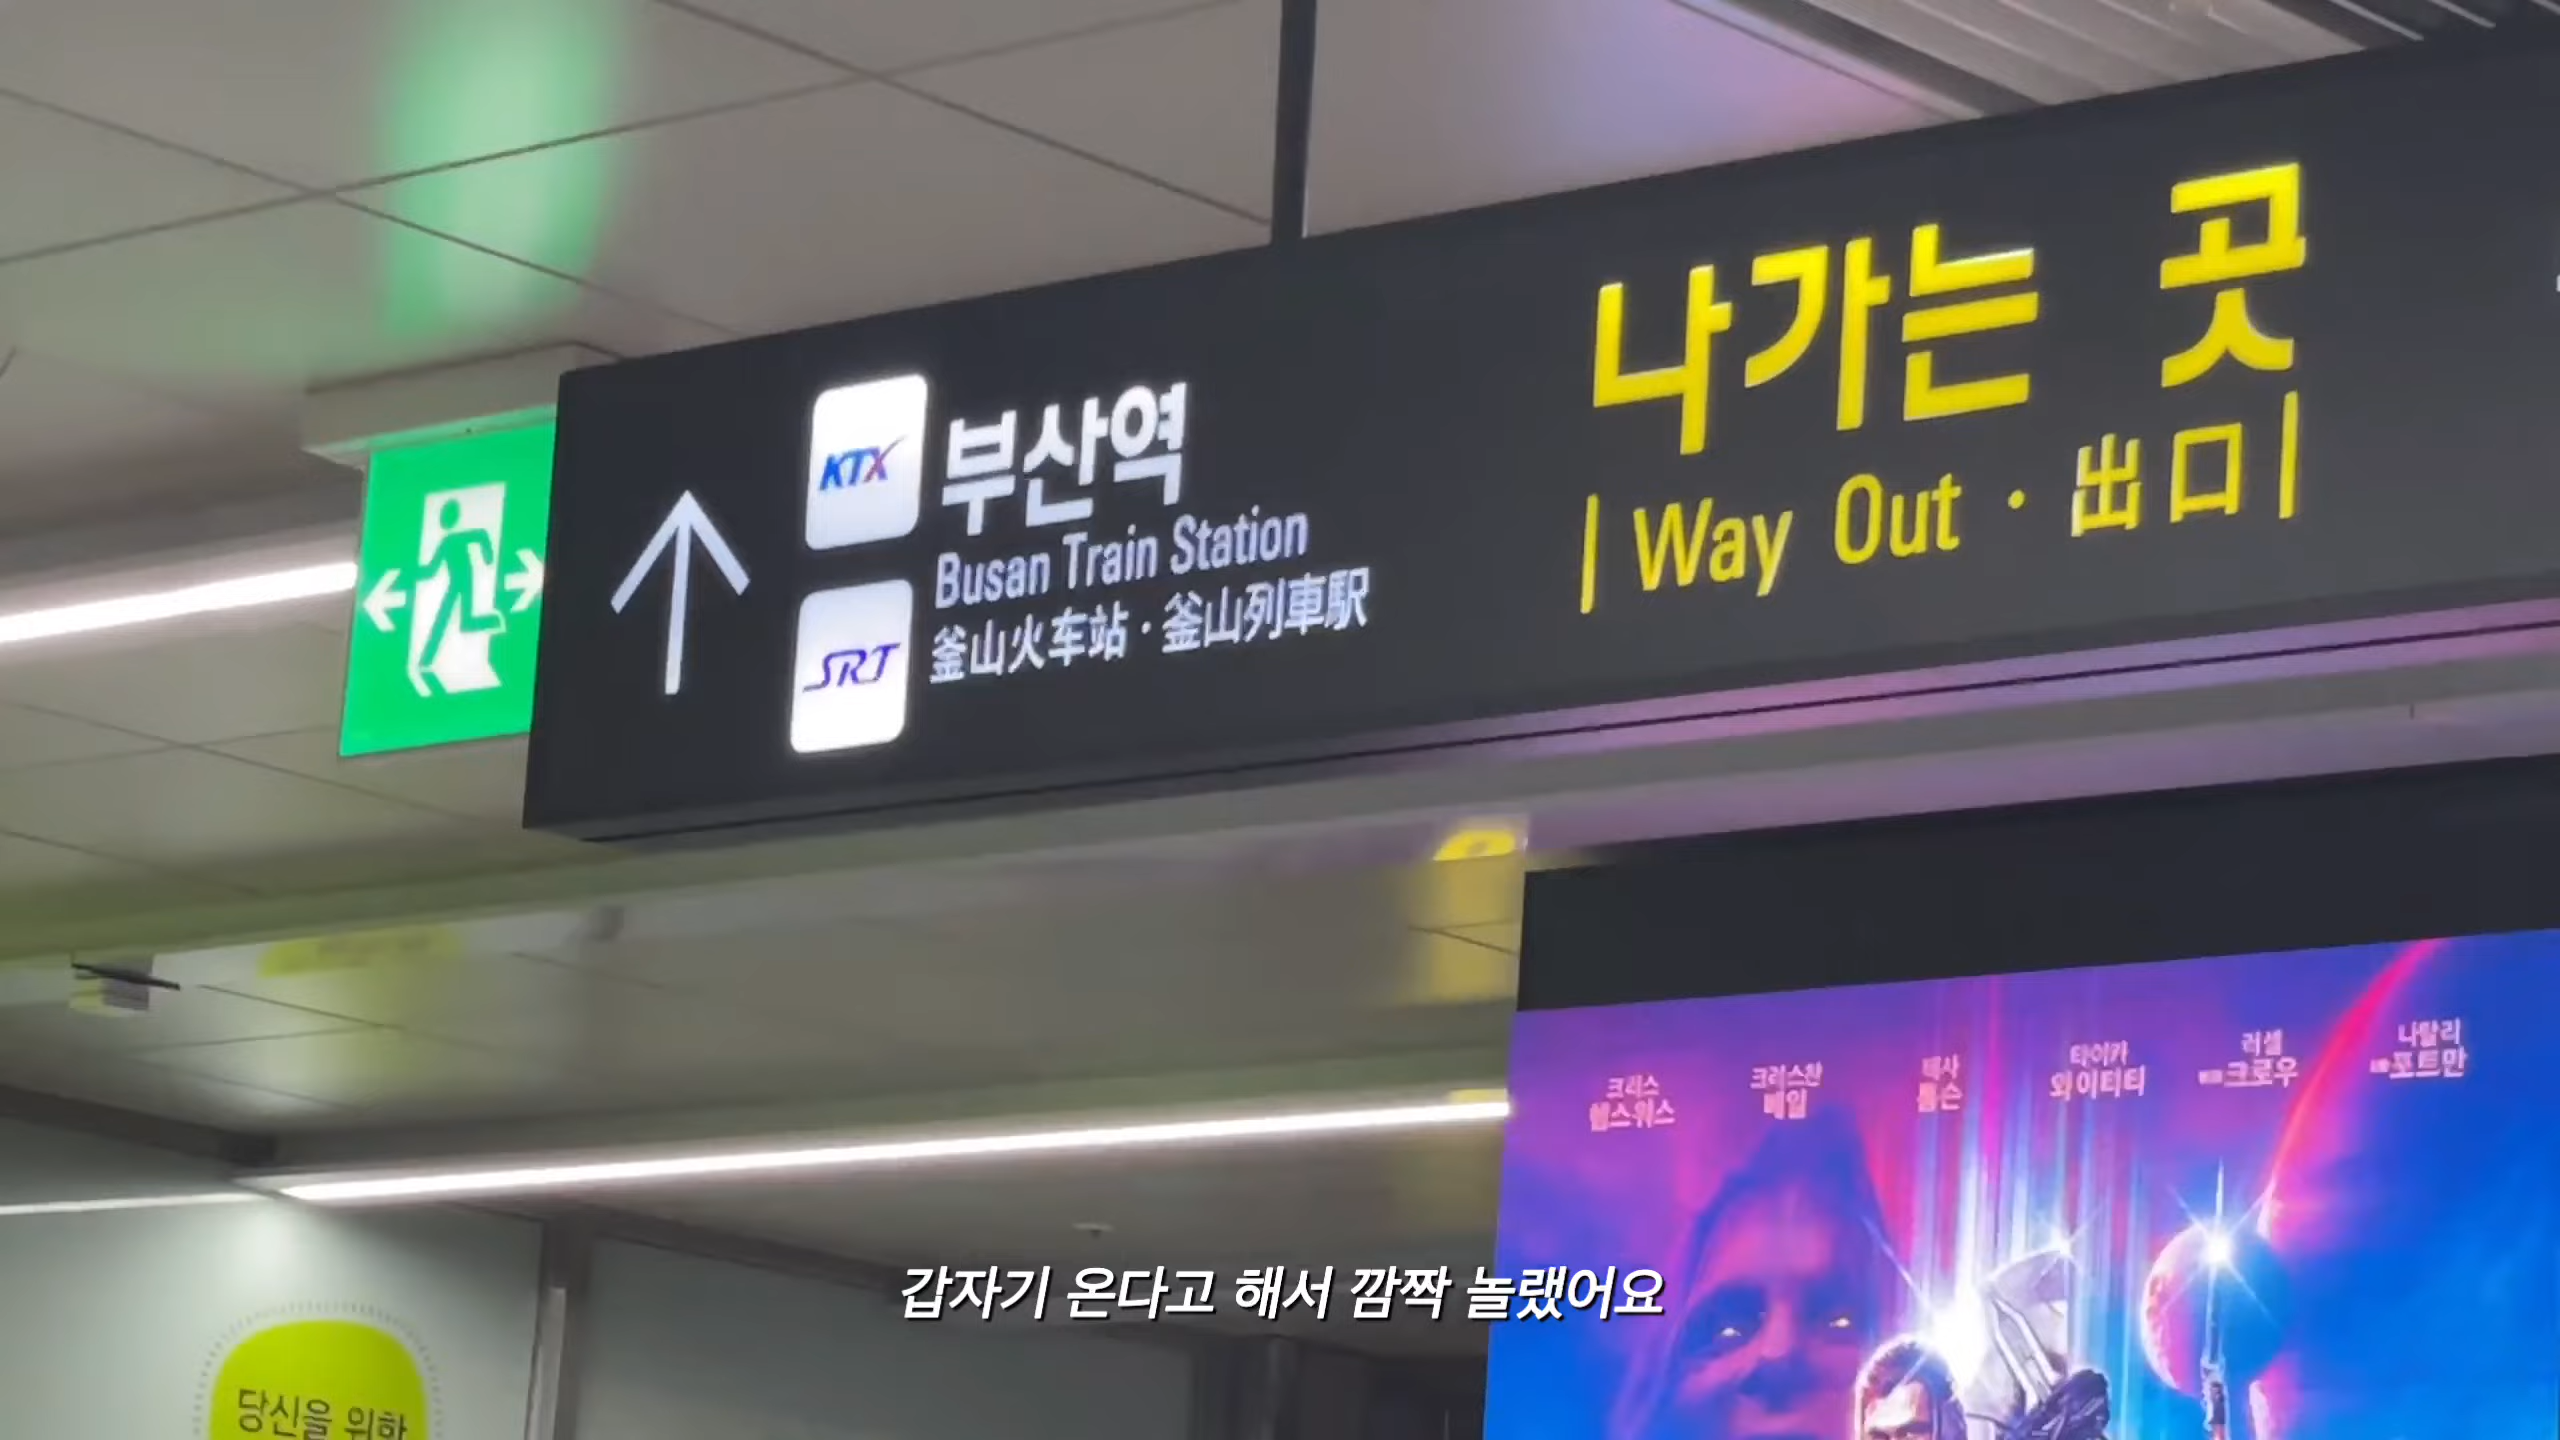 KTX
부산역
Busan Train Station
SRT
釜山火车站 · 釜山列車駅
나가는 곳
| Way Out · 出口 |
크리스
헴스워스
크리스찬
베일
테사
톰슨
타이카
와이티티
러셀
크로우
나탈리
포트만
갑자기 온다고 해서 깜짝 놀랬어요
당신을 위한